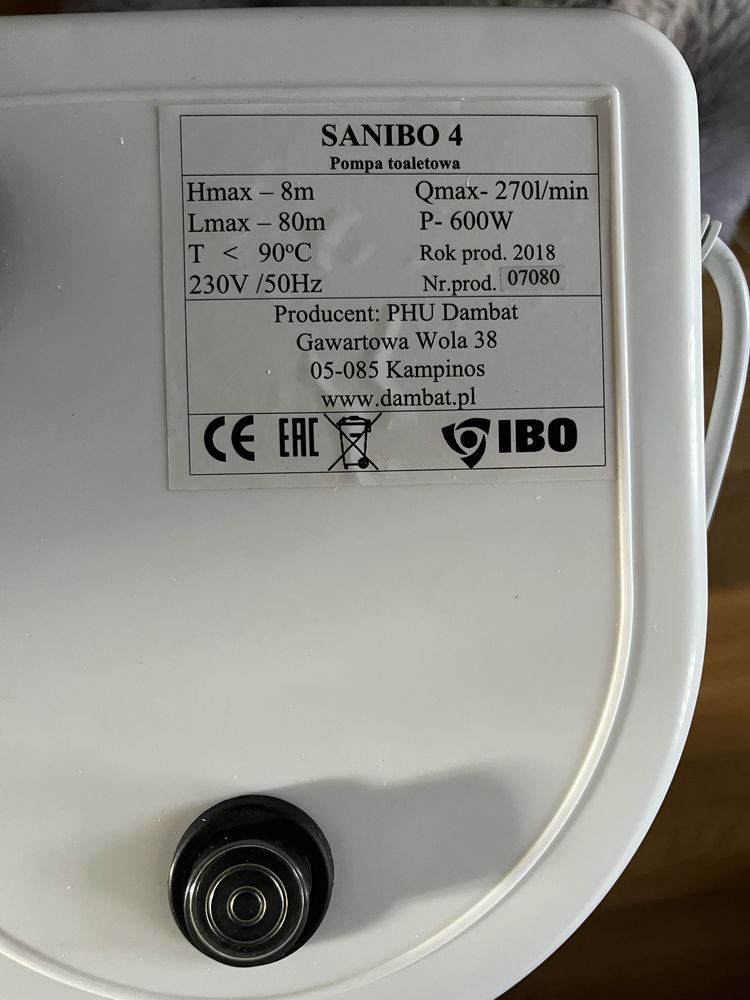 SANIBO 4
Pompa toaletowa
Hmax – 8m Qmax- 270l/min
Lmax – 80m P- 600W
T < 90°C Rok prod. 2018
230V /50Hz Nr.prod. 07080
Producent: PHU Dambat
Gawartowa Wola 38
05-085 Kampinos
www.dambat.pl
CE EAC IBO